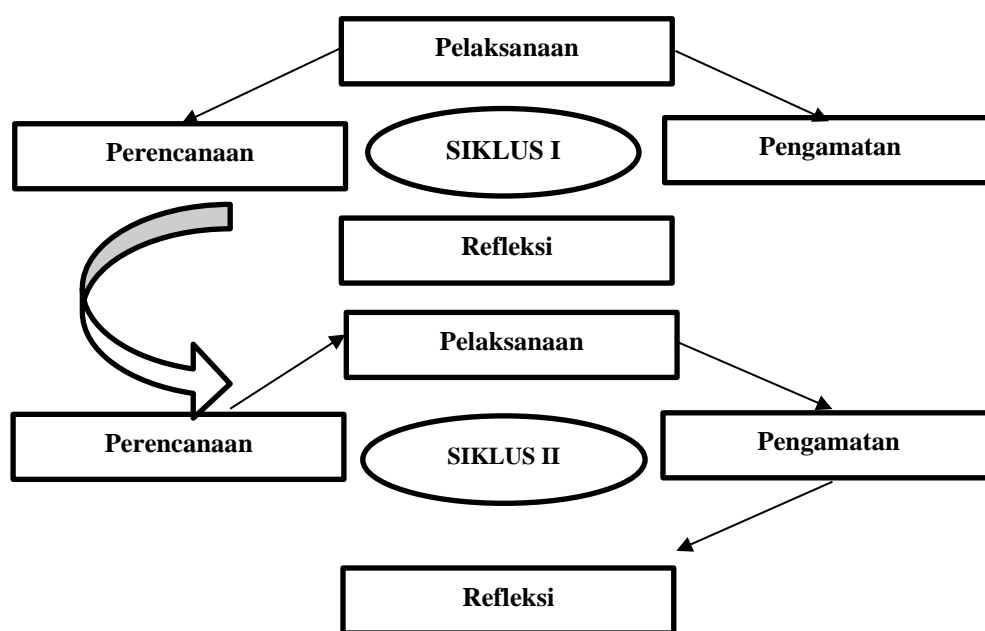 Pelaksanaan
Perencanaan
SIKLUS I
Pengamatan
Refleksi
Pelaksanaan
Perencanaan
SIKLUS II
Pengamatan
Refleksi